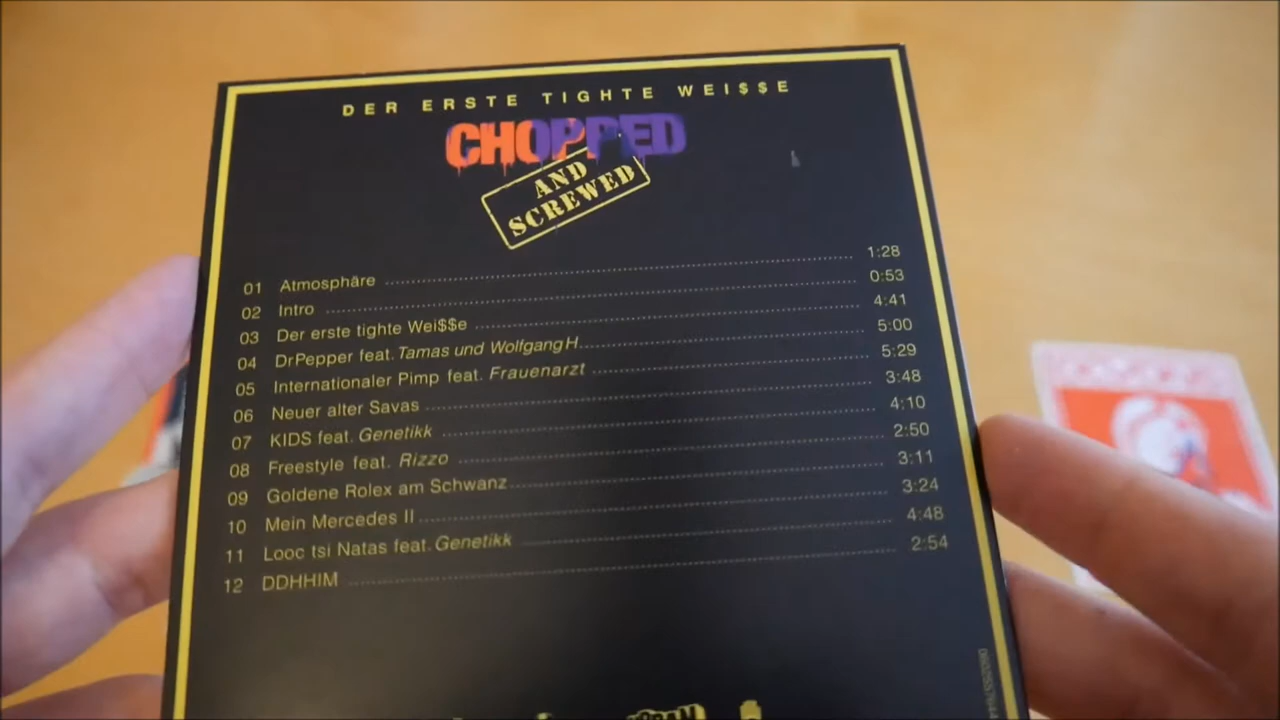 DER ERSTE TIGHTE WEI$$E
CHOPPED
AND
SCREWED
01 Atmosphäre 1:28
02 Intro 0:53
03 Der erste tighte Wei$$e 4:41
04 DrPepper feat. Tamas und Wolfgang H. 5:00
05 Internationaler Pimp feat. Frauenarzt 5:29
06 Neuer alter Savas 3:48
07 KIDS feat. Genetikk 4:10
08 Freestyle feat. Rizzo 2:50
09 Goldene Rolex am Schwanz 3:11
10 Mein Mercedes II 3:24
11 Looc tsi Natas feat. Genetikk 4:48
12 DDHHIM 2:54